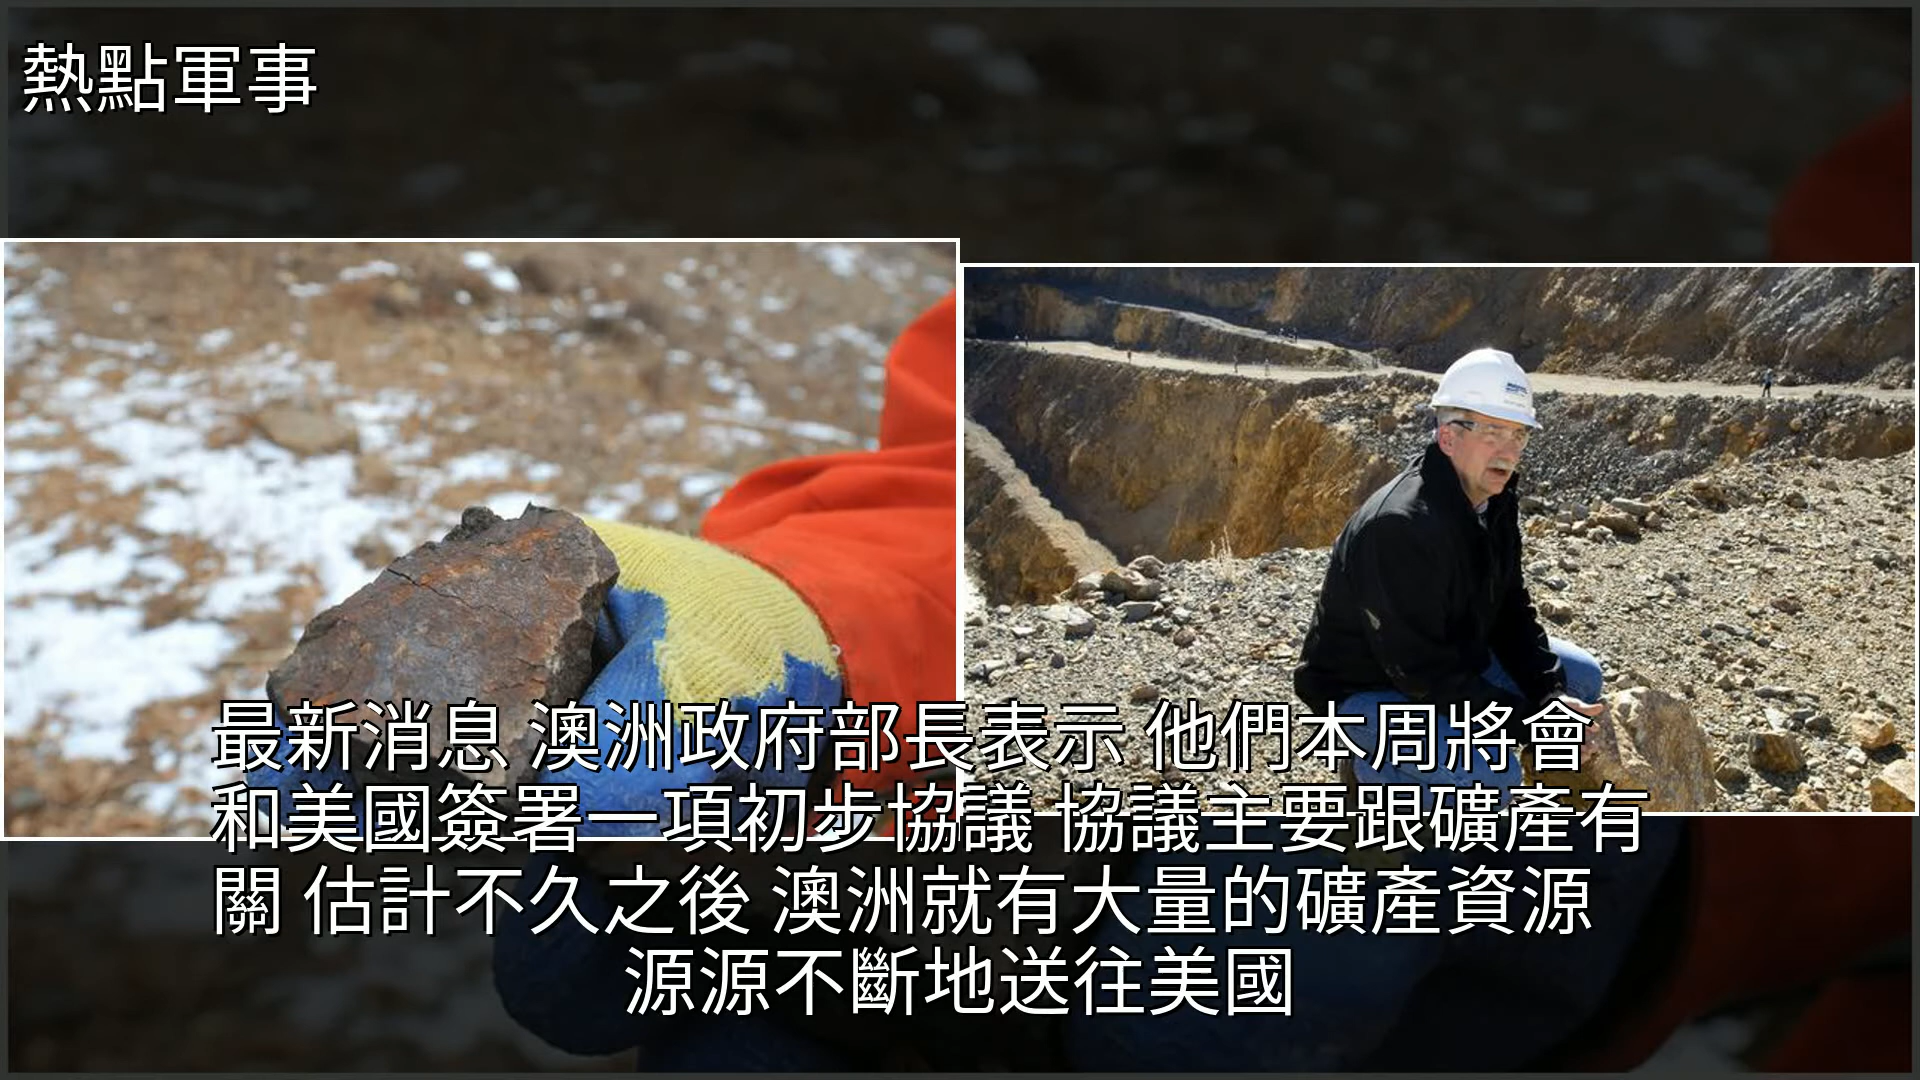 熱點軍事
最新消息 澳洲政府部長表示 他們本周將會
和美國簽署一項初步協議 協議主要跟礦產有
關 估計不久之後 澳洲就有大量的礦產資源
源源不斷地送往美國